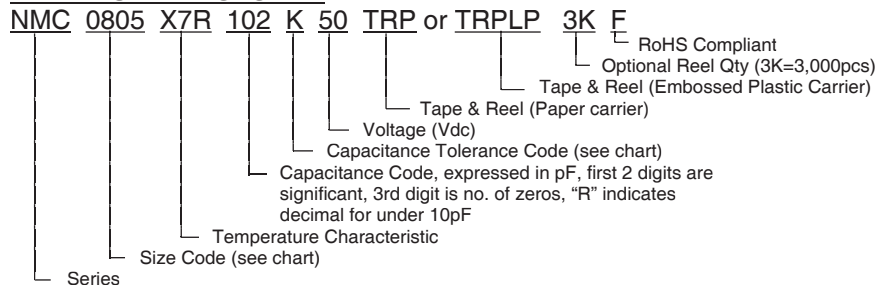 NMC 0805 X7R 102 K 50 TRP or TRPLP 3K F
RoHS Compliant
Optional Reel Qty (3K=3,000pcs)
Tape & Reel (Embossed Plastic Carrier)
Tape & Reel (Paper carrier)
Voltage (Vdc)
Capacitance Tolerance Code (see chart)
Capacitance Code, expressed in pF, first 2 digits are
significant, 3rd digit is no. of zeros, “R” indicates
decimal for under 10pF
Temperature Characteristic
Size Code (see chart)
Series